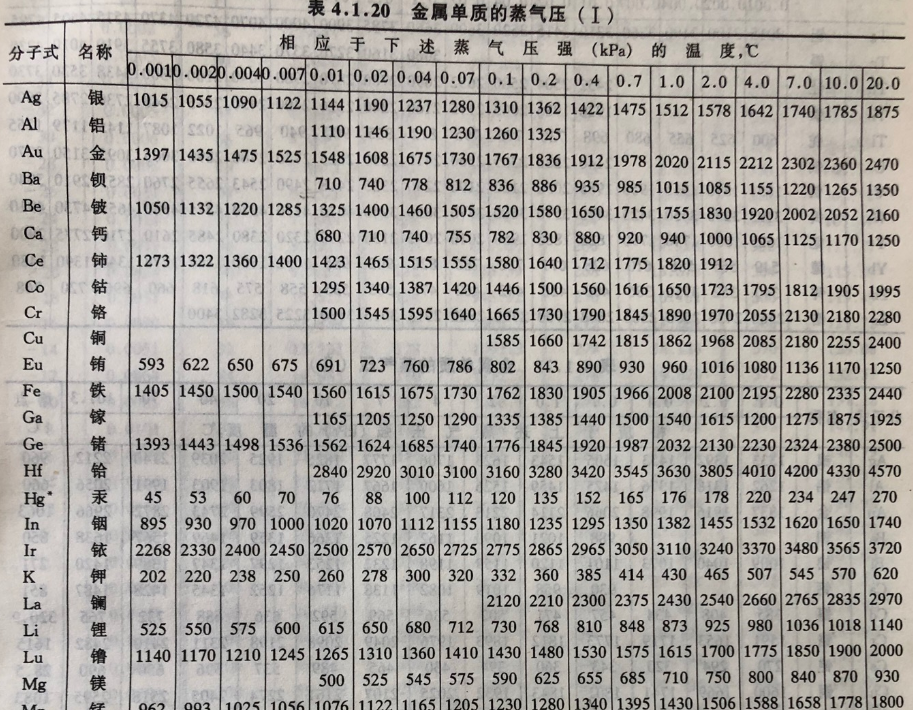 表 4.1.20 金属单质的蒸气压 (Ⅰ)
分子式 名称 相应于下述蒸气压强 (kPa) 的温度,℃
0.001 0.002 0.004 0.007 0.01 0.02 0.04 0.07 0.1 0.2 0.4 0.7 1.0 2.0 4.0 7.0 10.0 20.0
Ag 银 1015 1055 1090 1122 1144 1190 1237 1280 1310 1362 1422 1475 1512 1578 1642 1740 1785 1875
Al 铝 1110 1146 1190 1230 1260 1325
Au 金 1397 1435 1475 1525 1548 1608 1675 1730 1767 1836 1912 1978 2020 2115 2212 2302 2360 2470
Ba 钡 710 740 778 812 836 886 935 985 1015 1085 1155 1220 1265 1350
Be 铍 1050 1132 1220 1285 1325 1400 1460 1505 1520 1580 1650 1715 1755 1830 1920 2002 2052 2160
Ca 钙 680 710 740 755 782 830 880 920 940 1000 1065 1125 1170 1250
Ce 铈 1273 1322 1360 1400 1423 1465 1515 1555 1580 1640 1712 1775 1820 1912
Co 钴 1295 1340 1387 1420 1446 1500 1560 1616 1650 1723 1795 1812 1905 1995
Cr 铬 1500 1545 1595 1640 1665 1730 1790 1845 1890 1970 2055 2130 2180 2280
Cu 铜 1585 1660 1742 1815 1862 1968 2085 2180 2255 2400
Eu 铕 593 622 650 675 691 723 760 786 802 843 890 930 960 1016 1080 1136 1170 1250
Fe 铁 1405 1450 1500 1540 1560 1615 1675 1730 1762 1830 1905 1966 2008 2100 2195 2280 2335 2440
Ga 镓 1165 1205 1250 1290 1335 1385 1440 1500 1540 1615 1200 1275 1875 1925
Ge 锗 1393 1443 1498 1536 1562 1624 1685 1740 1776 1845 1920 1987 2032 2130 2230 2324 2380 2500
Hf 铪 2840 2920 3010 3100 3160 3280 3420 3545 3630 3805 4010 4200 4330 4570
Hg* 汞 45 53 60 70 76 88 100 112 120 135 152 165 176 178 220 234 247 270
In 铟 895 930 970 1000 1020 1070 1112 1155 1180 1235 1295 1350 1382 1455 1532 1620 1650 1740
Ir 铱 2268 2330 2400 2450 2500 2570 2650 2725 2775 2865 2965 3050 3110 3240 3370 3480 3565 3720
K 钾 202 220 238 250 260 278 300 320 332 360 385 414 430 465 507 545 570 620
La 镧 2120 2200 2300 2375 2430 2540 2660 2765 2835 2970
Li 锂 525 550 575 600 615 650 680 712 730 768 810 848 873 925 980 1036 1018 1140
Lu 镥 1140 1170 1210 1245 1265 1310 1360 1410 1430 1480 1530 1575 1615 1700 1775 1850 1900 2000
Mg 镁 500 525 545 575 590 625 655 685 710 750 800 840 870 930
Mn 锰 962 993 1025 1056 1076 1122 1165 1205 1230 1280 1340 1395 1430 1506 1588 1658 1778 1800